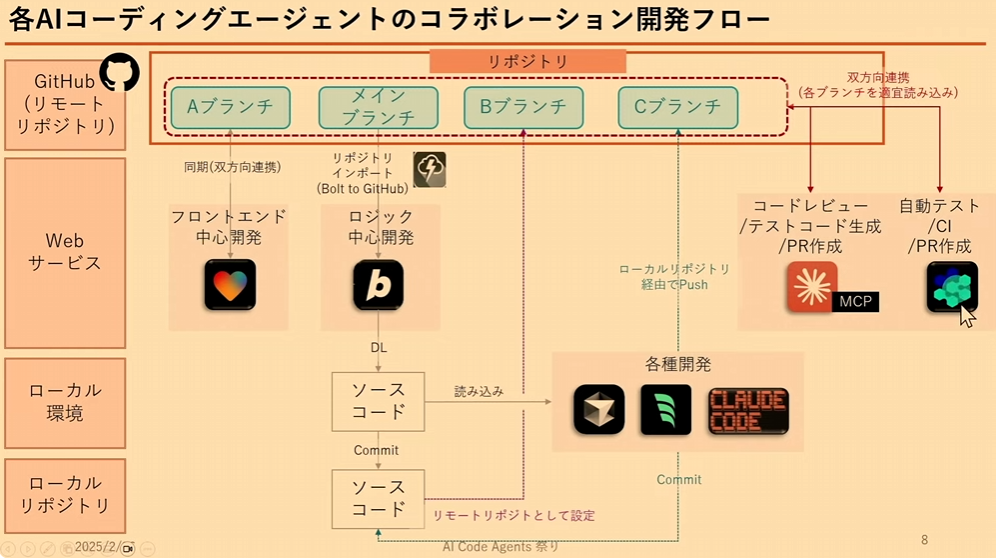 各AIコーディングエージェントのコラボレーション開発フロー
GitHub
(リモート
リポジトリ)
リポジトリ
Aブランチ
メイン
ブランチ
Bブランチ
Cブランチ
双方向連携
(各ブランチを適宜読み込み)
Web
サービス
同期(双方向連携)
リポジトリ
インポート
(Bolt to GitHub)
フロントエンド
中心開発
ロジック
中心開発
b
コードレビュー
/テストコード生成
/PR作成
MCP
自動テスト
/CI
/PR作成
ローカルリポジトリ
経由でPush
DL
ローカル
環境
ソース
コード
読み込み
各種開発
CLAUDE
CODE
Commit
ローカル
リポジトリ
ソース
コード
リモートリポジトとして設定
Commit
2025/2/
AI Code Agents 祭り
8